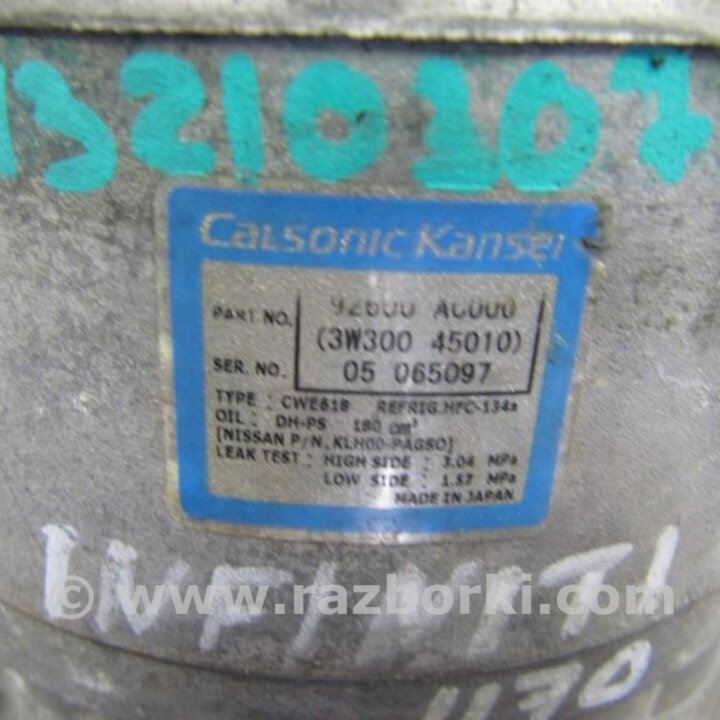 13210307
CALSONIC KANSEI
PART NO. 92600 AC000
(3W300 45010)
SER. NO. 05 065097
TYPE : CWE618 REFRIG.HFC-134a
OIL : DH-PS 180 cm³
[NISSAN P/N, KLH00-PAGSO]
LEAK TEST : HIGH SIDE : 3.04 MPa
LOW SIDE : 1.57 MPa
MADE IN JAPAN
INFINITI
© www.razborki.com